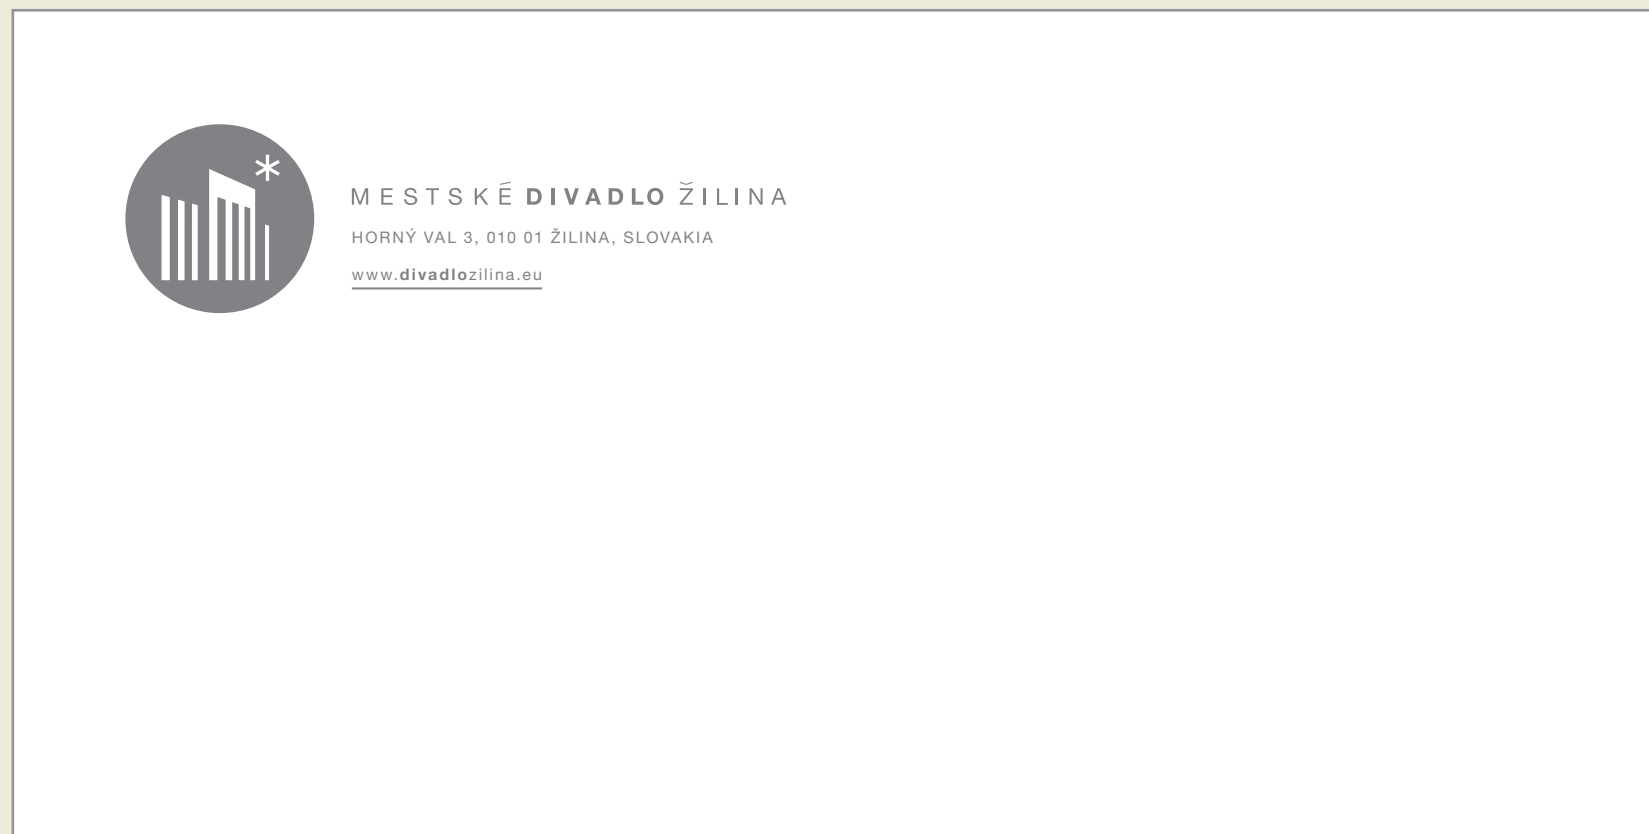 MESTSKÉ DIVADLO ŽILINA
HORNÝ VAL 3, 010 01 ŽILINA, SLOVAKIA
www.divadlozilina.eu